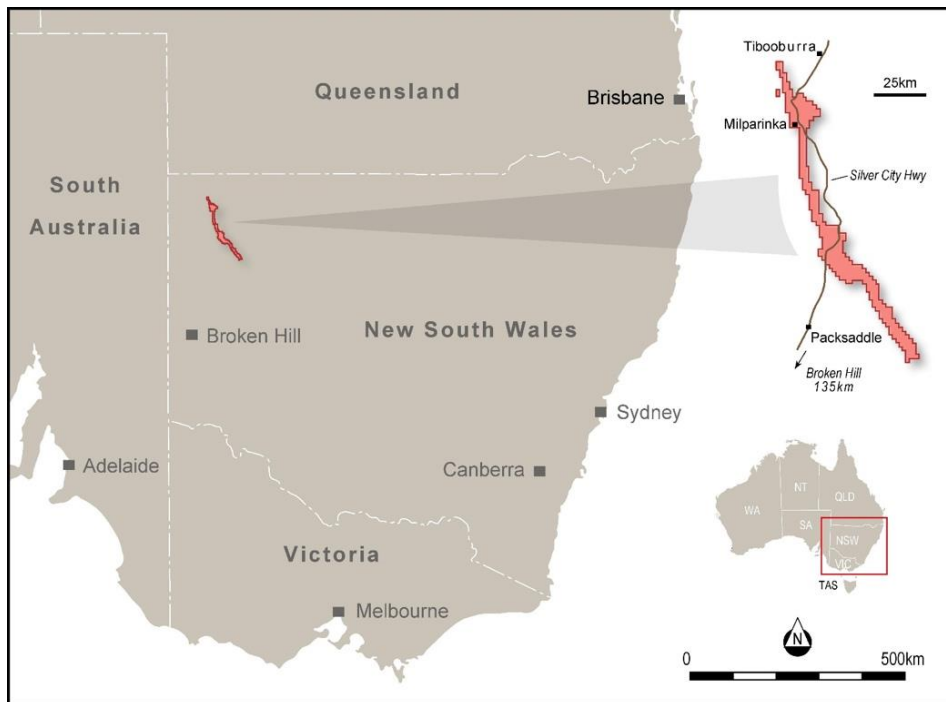 Queensland
Brisbane
South
Australia
Broken Hill
New South Wales
Sydney
Adelaide
Canberra
Victoria
Melbourne
Tibooburra
25km
Milparinka
Silver City Hwy
Packsaddle
Broken Hill
135km
NT
QLD
WA
SA
NSW
VIC
TAS
N
0
500km